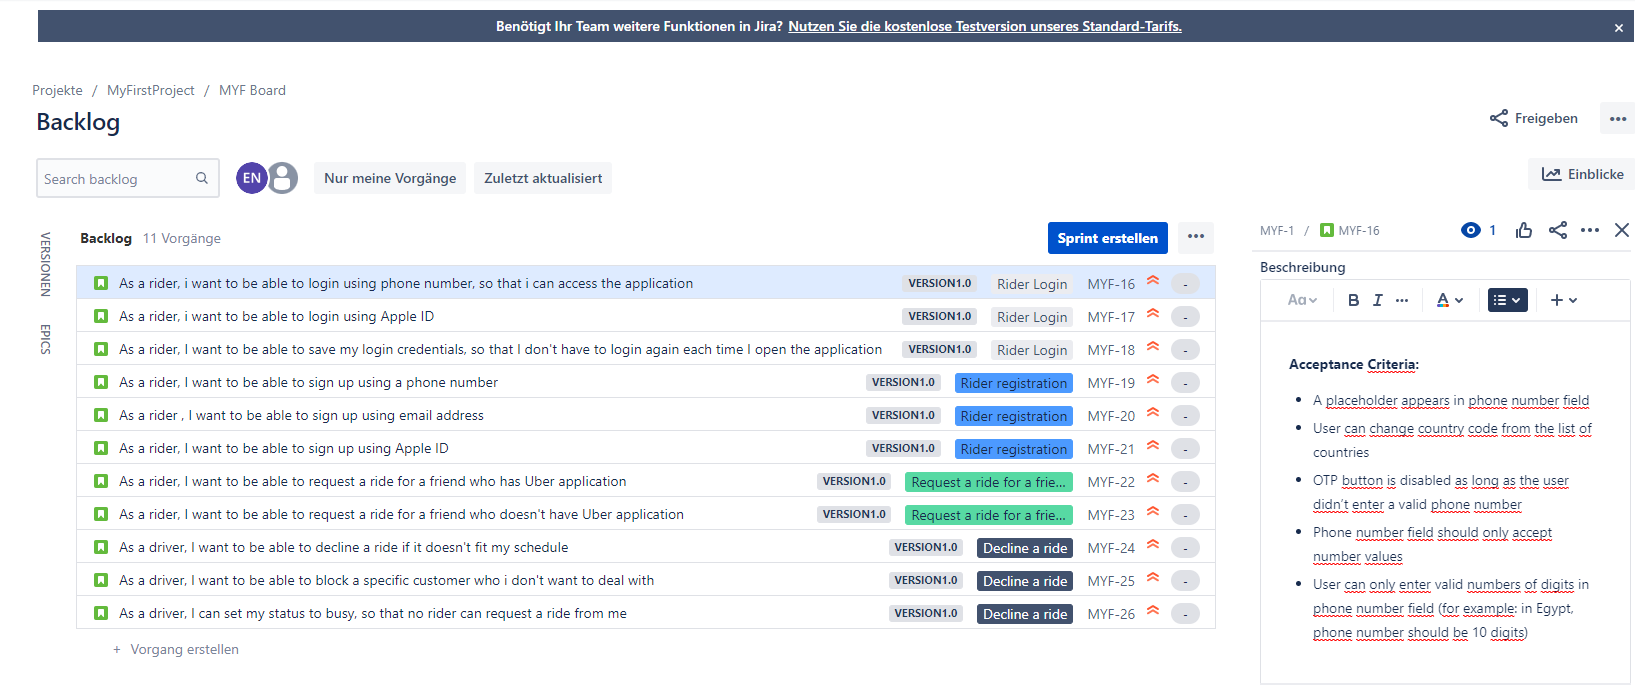 Benötigt Ihr Team weitere Funktionen in Jira? Nutzen Sie die kostenlose Testversion unseres Standard-Tarifs.
Projekte / MyFirstProject / MYF Board
Backlog
Freigeben
Search backlog
EN
Nur meine Vorgänge
Zuletzt aktualisiert
Einblicke
VERSIONEN
EPICS
Backlog 11 Vorgänge
Sprint erstellen
As a rider, i want to be able to login using phone number, so that i can access the application VERSION1.0 Rider Login MYF-16 -
As a rider, i want to be able to login using Apple ID VERSION1.0 Rider Login MYF-17 -
As a rider, I want to be able to save my login credentials, so that I don't have to login again each time I open the application VERSION1.0 Rider Login MYF-18 -
As a rider, I want to be able to sign up using a phone number VERSION1.0 Rider registration MYF-19 -
As a rider , I want to be able to sign up using email address VERSION1.0 Rider registration MYF-20 -
As a rider, I want to be able to sign up using Apple ID VERSION1.0 Rider registration MYF-21 -
As a rider, I want to be able to request a ride for a friend who has Uber application VERSION1.0 Request a ride for a frie... MYF-22 -
As a rider, I want to be able to request a ride for a friend who doesn't have Uber application VERSION1.0 Request a ride for a frie... MYF-23 -
As a driver, I want to be able to decline a ride if it doesn't fit my schedule VERSION1.0 Decline a ride MYF-24 -
As a driver, I want to be able to block a specific customer who i don't want to deal with VERSION1.0 Decline a ride MYF-25 -
As a driver, I can set my status to busy, so that no rider can request a ride from me VERSION1.0 Decline a ride MYF-26 -
+ Vorgang erstellen
MYF-1 / MYF-16
1
Beschreibung
Aa B I A
Acceptance Criteria:
• A placeholder appears in phone number field
• User can change country code from the list of
countries
• OTP button is disabled as long as the user
didn't enter a valid phone number
• Phone number field should only accept
number values
• User can only enter valid numbers of digits in
phone number field (for example: in Egypt,
phone number should be 10 digits)